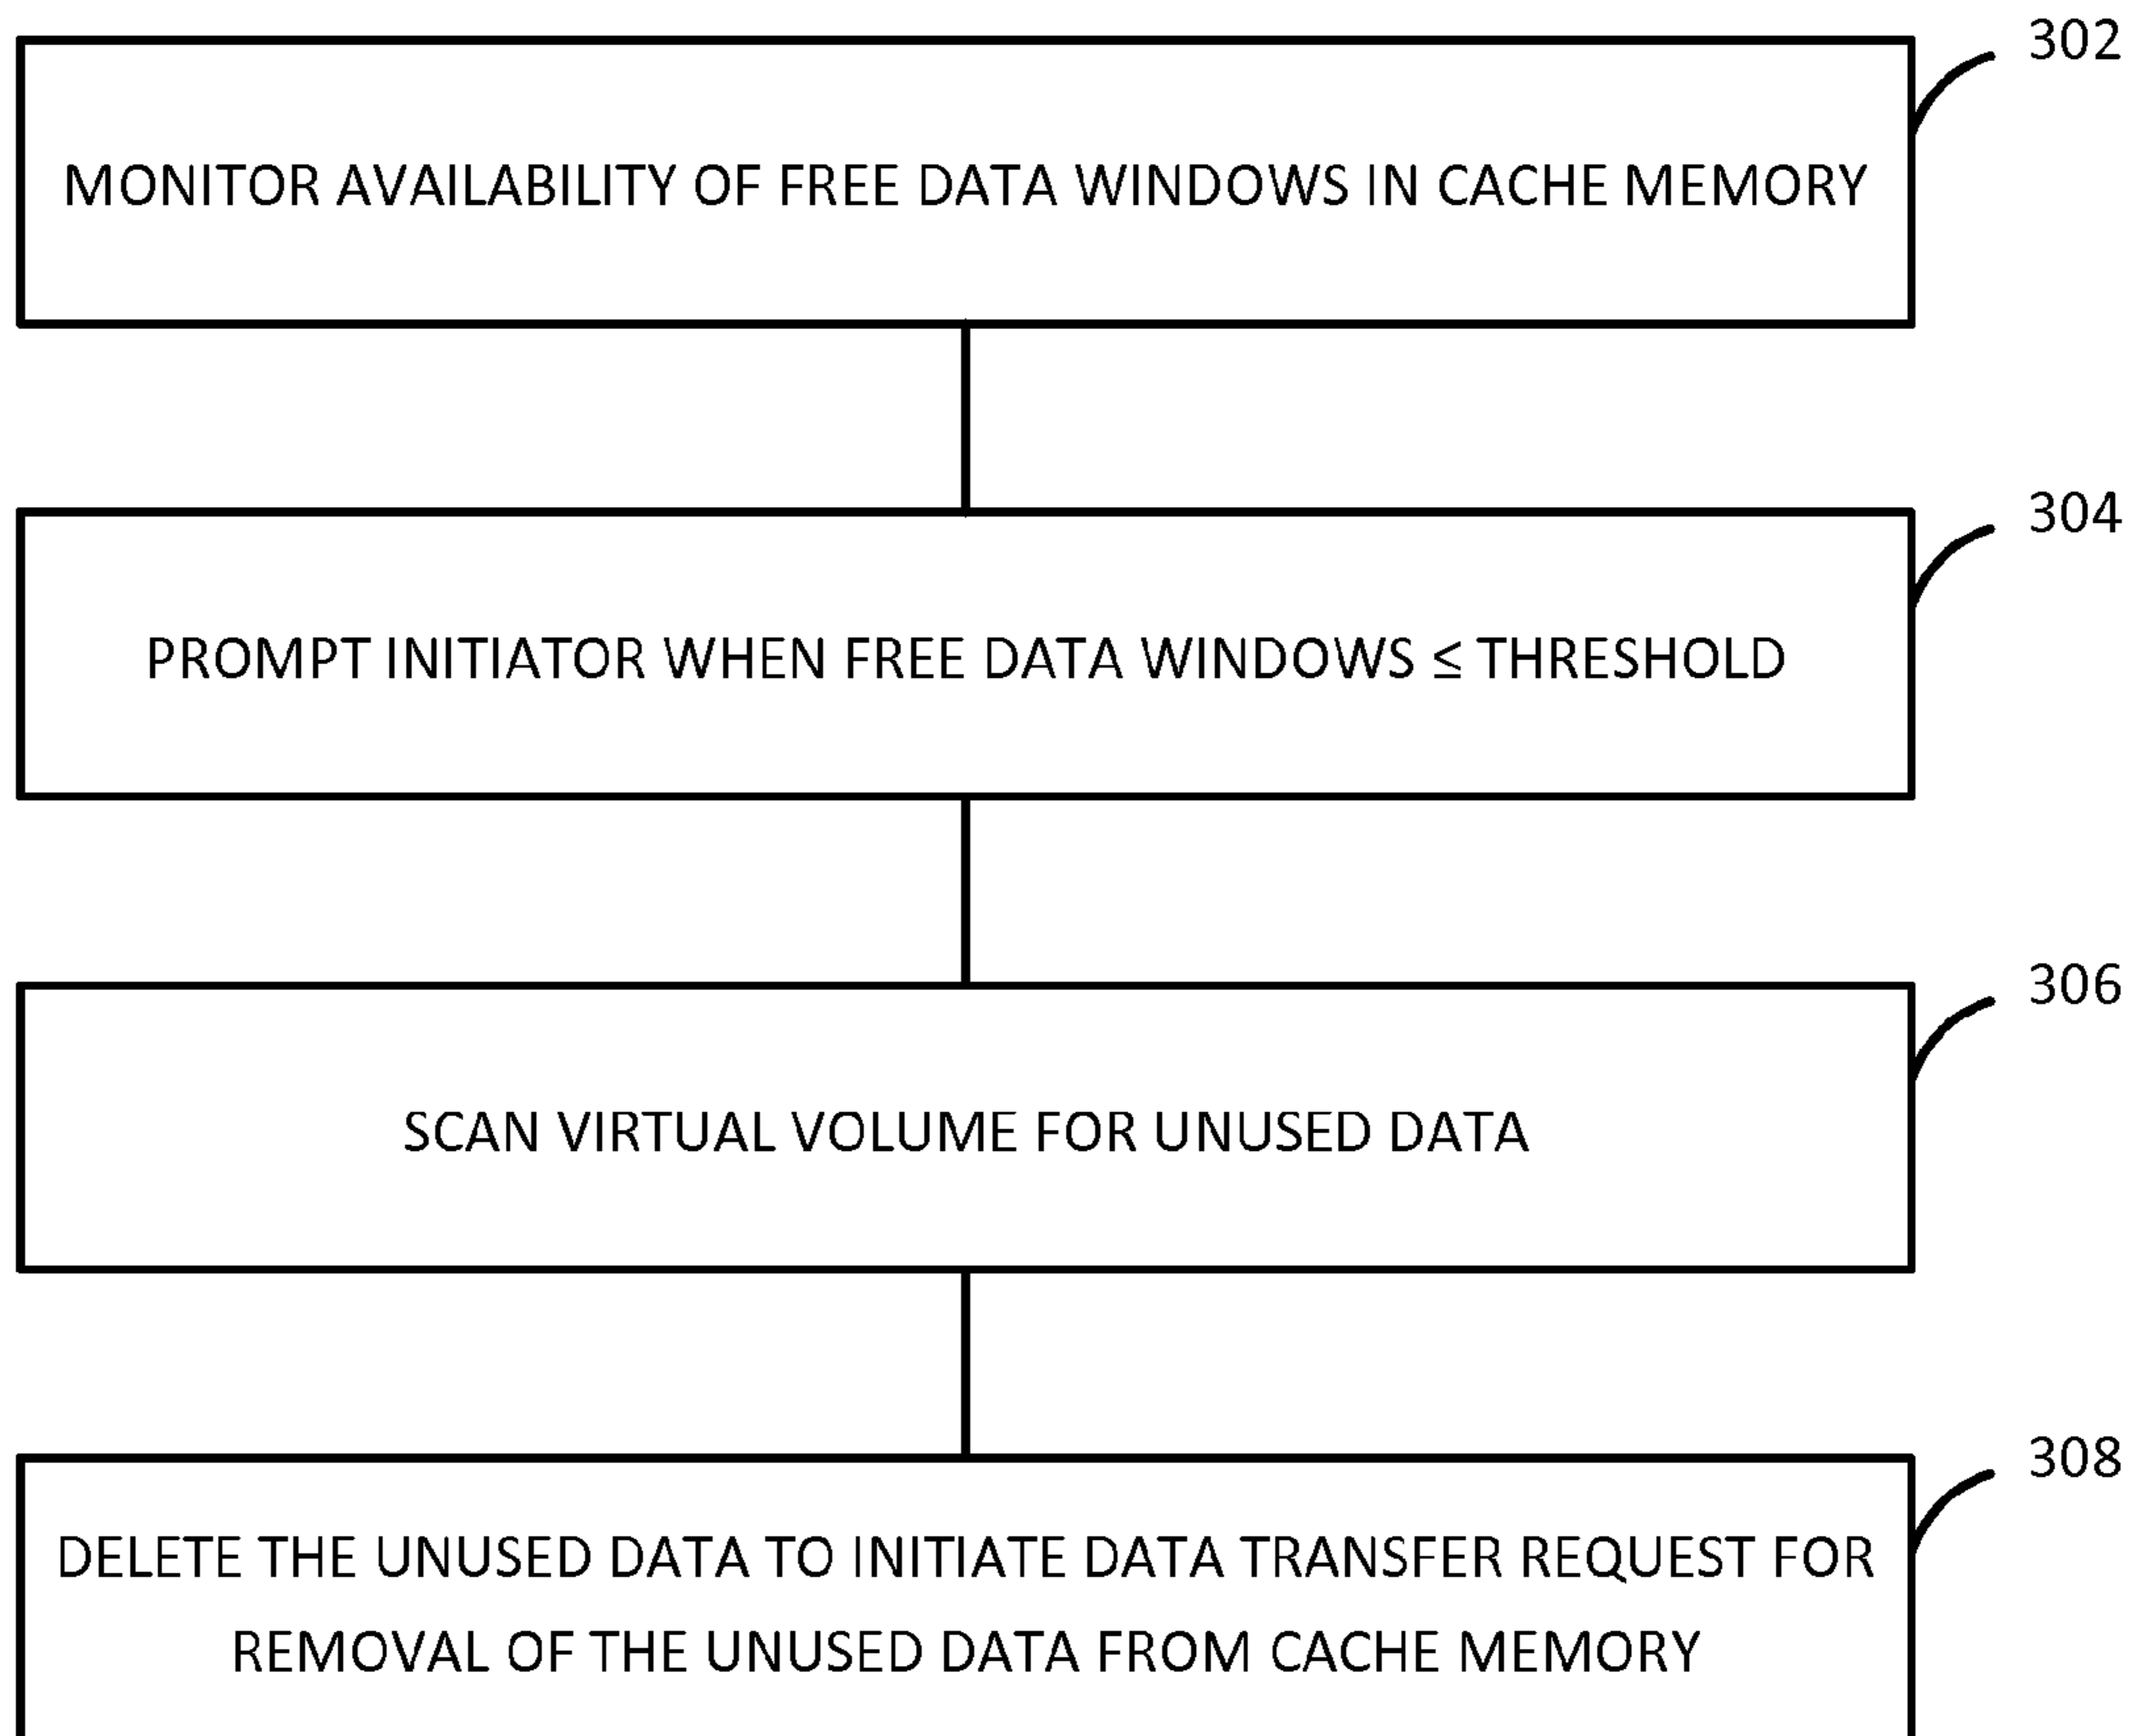 302
MONITOR AVAILABILITY OF FREE DATA WINDOWS IN CACHE MEMORY
304
PROMPT INITIATOR WHEN FREE DATA WINDOWS ≤ THRESHOLD
306
SCAN VIRTUAL VOLUME FOR UNUSED DATA
308
DELETE THE UNUSED DATA TO INITIATE DATA TRANSFER REQUEST FOR
REMOVAL OF THE UNUSED DATA FROM CACHE MEMORY